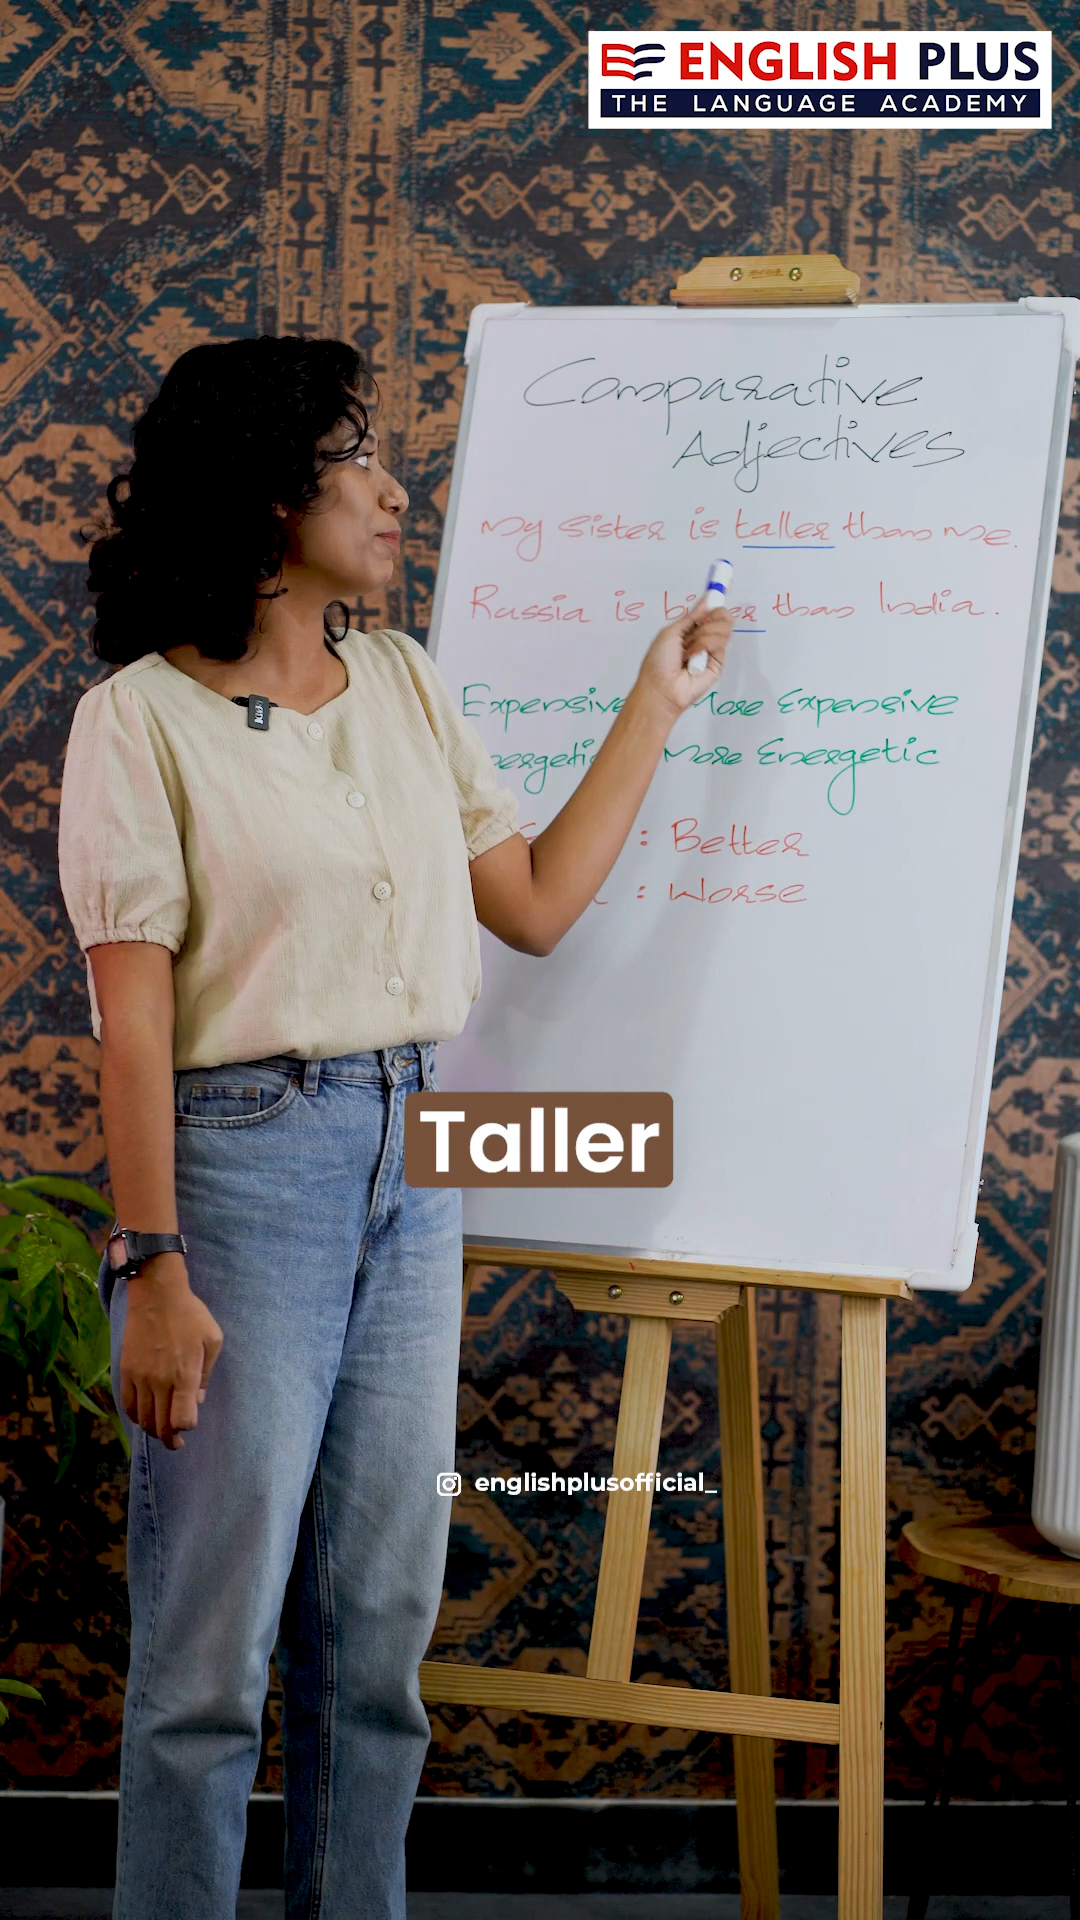 ENGLISH PLUS
THE LANGUAGE ACADEMY
Comparative
Adjectives
My sister is taller than me.
Russia is than India.
Expensive More Expensive
More Energetic
: Better
: Worse
Taller
englishplusofficial_